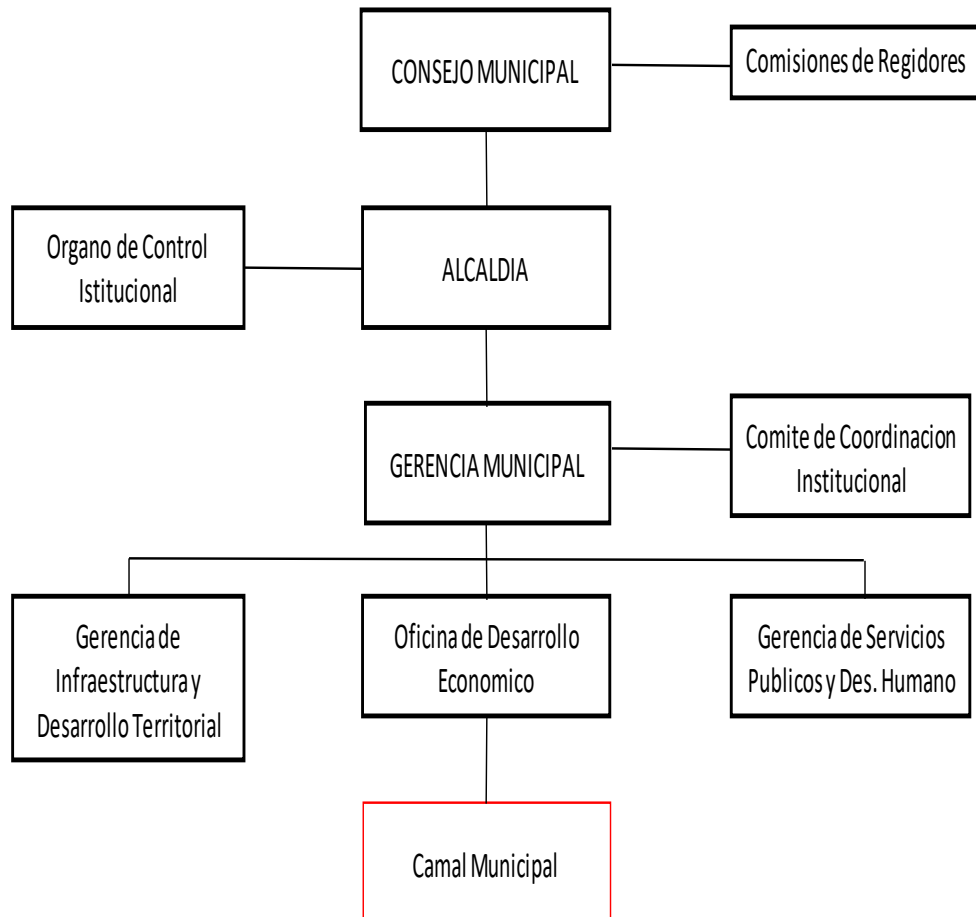 CONSEJO MUNICIPAL
Comisiones de Regidores
Organo de Control
Istitucional
ALCALDIA
GERENCIA MUNICIPAL
Comite de Coordinacion
Institucional
Gerencia de
Infraestructura y
Desarrollo Territorial
Oficina de Desarrollo
Economico
Gerencia de Servicios
Publicos y Des. Humano
Camal Municipal